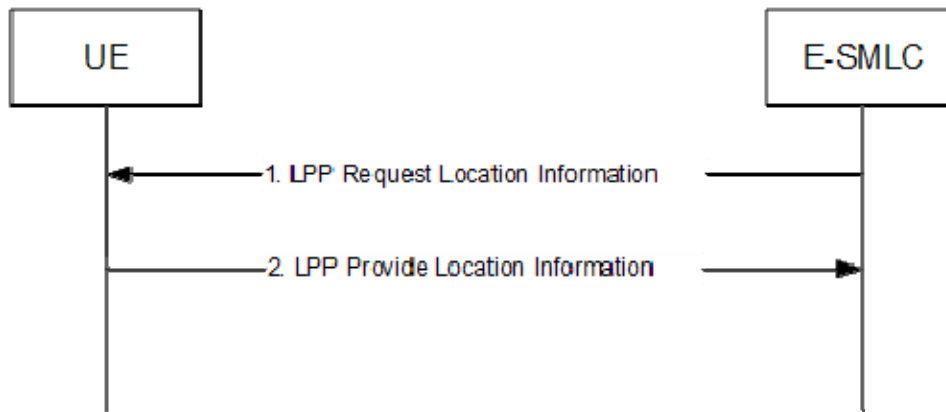 UE
E-SMLC
1. LPP Request Location Information
2. LPP Provide Location Information